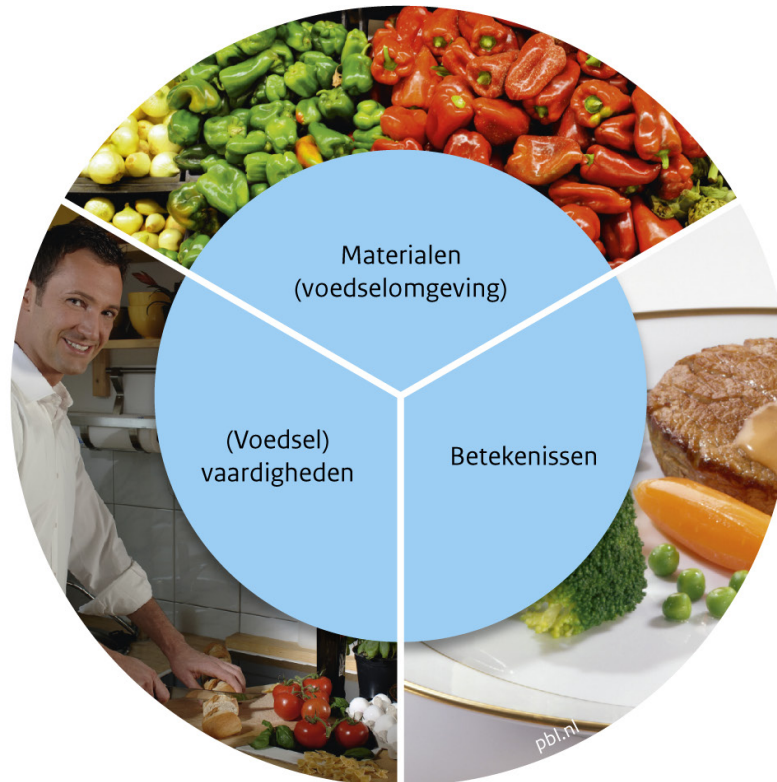 Materialen
(voedselomgeving)
(Voedsel)
vaardigheden
Betekenissen
pbl.nl